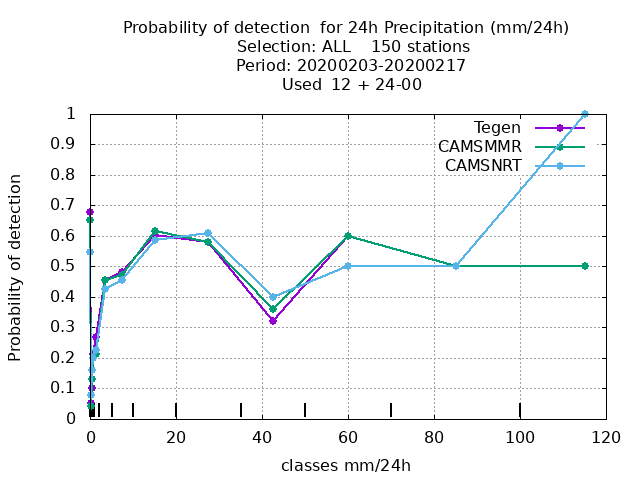 Probability of detection  for 24h Precipitation (mm/24h)
Selection: ALL    150 stations
Period: 20200203-20200217
Used  12 + 24-00
Tegen
CAMSMMR
CAMSNRT
Probability of detection
1
0.9
0.8
0.7
0.6
0.5
0.4
0.3
0.2
0.1
0
0 20 40 60 80 100 120
classes mm/24h